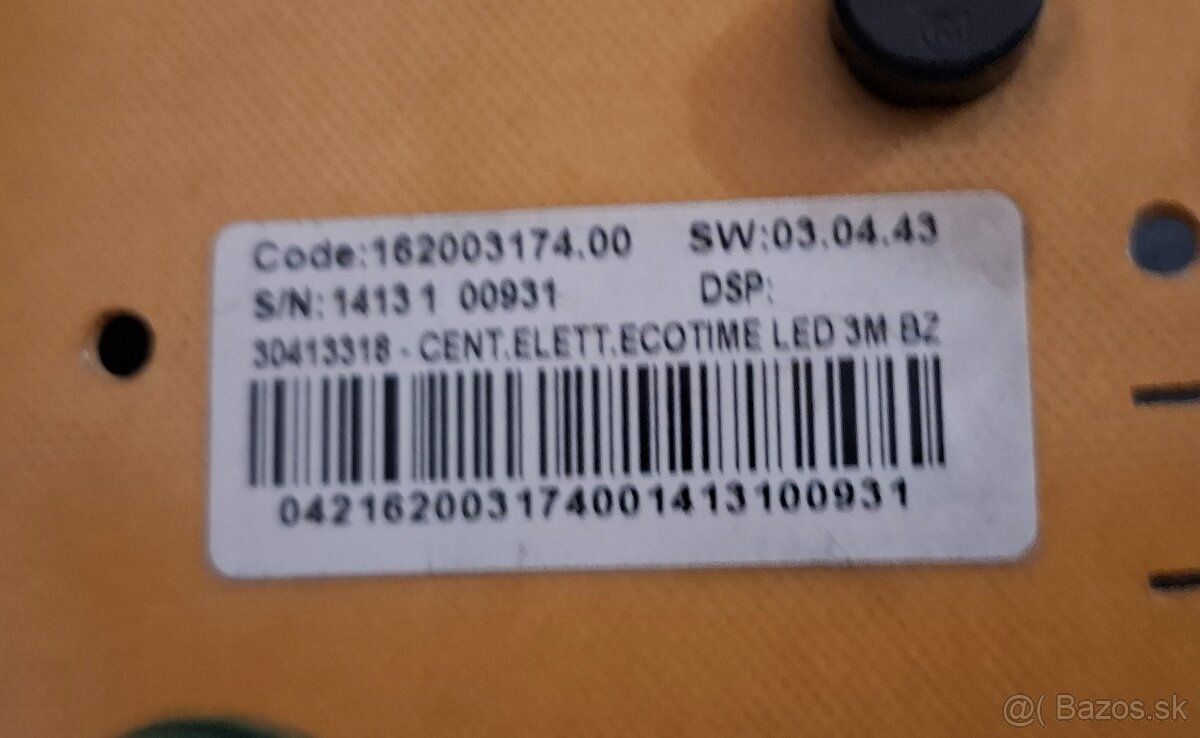 Code:162003174.00 SW:03.04.43
S/N: 1413 1 00931 DSP:
30413318 - CENT.ELETT.ECOTIME LED 3M BZ
042162003174001413100931
@( Bazos.sk